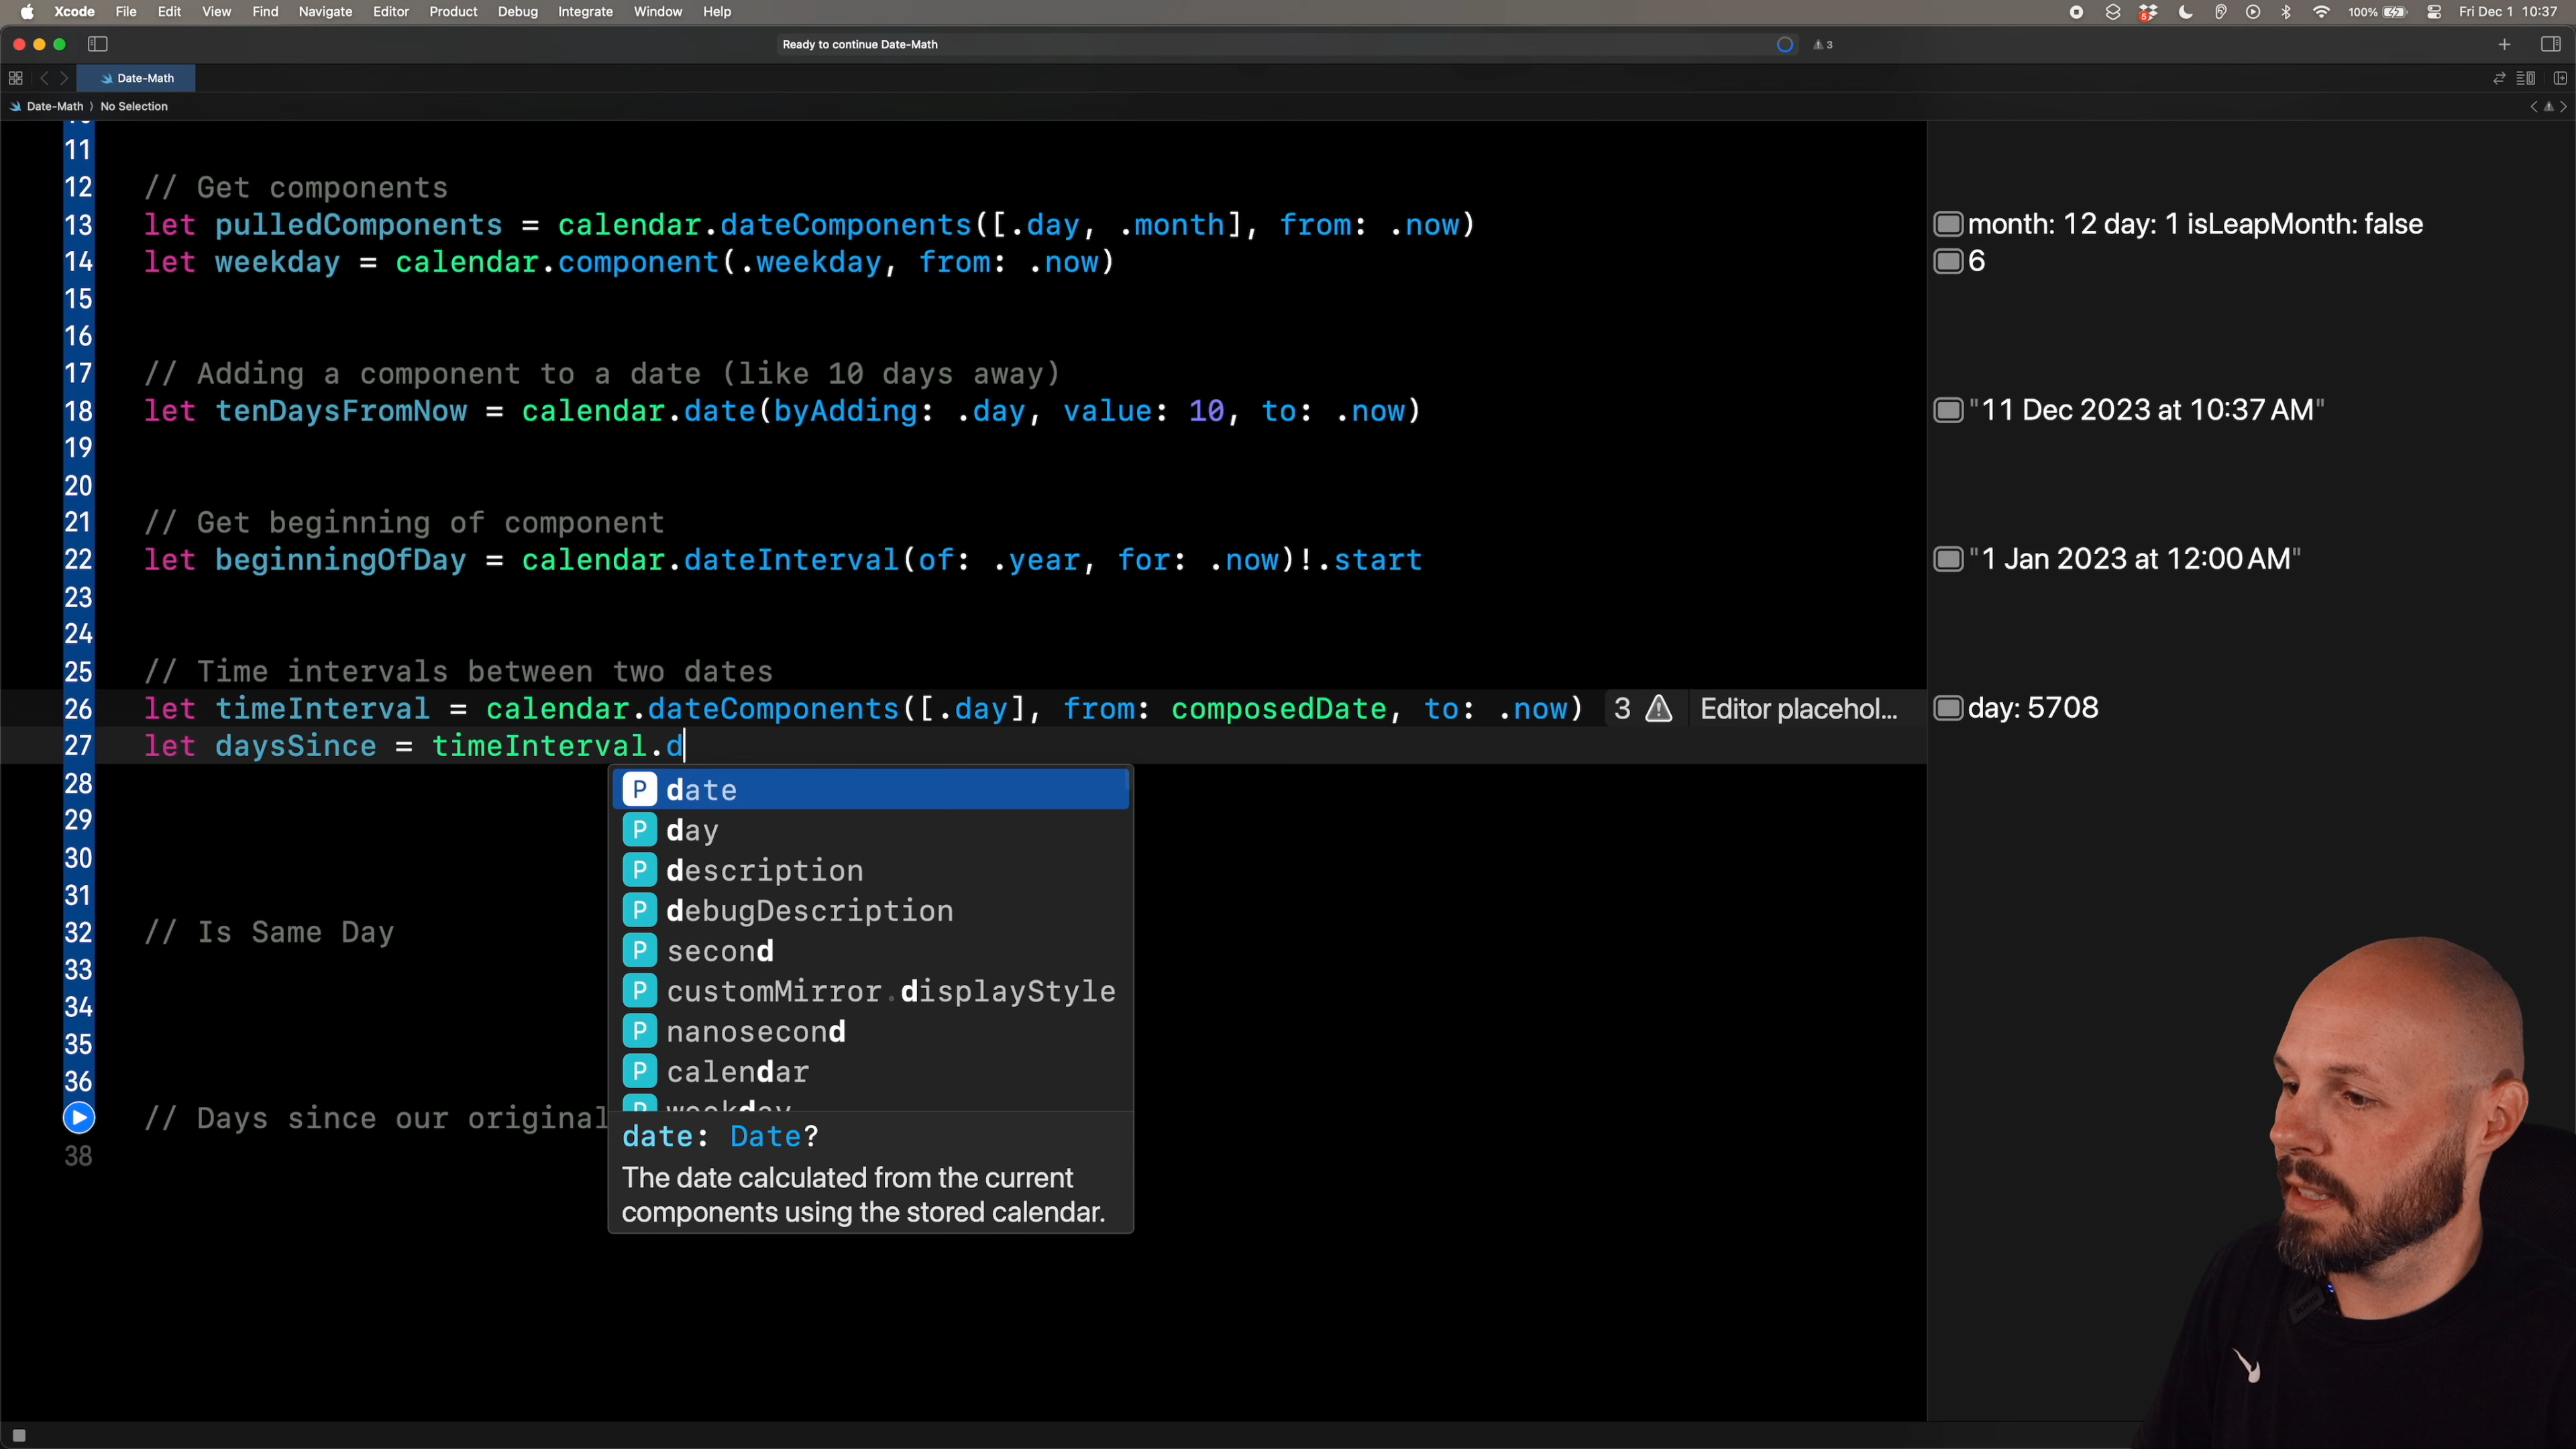 Xcode File Edit View Find Navigate Editor Product Debug Integrate Window Help
5 100% Fri Dec 1 10:37
Ready to continue Date-Math 3
Date-Math
Date-Math 〉 No Selection
11
12 // Get components
13 let pulledComponents = calendar.dateComponents([.day, .month], from: .now)
month: 12 day: 1 isLeapMonth: false
14 let weekday = calendar.component(.weekday, from: .now)
6
15
16
17 // Adding a component to a date (like 10 days away)
18 let tenDaysFromNow = calendar.date(byAdding: .day, value: 10, to: .now)
"11 Dec 2023 at 10:37 AM"
19
20
21 // Get beginning of component
22 let beginningOfDay = calendar.dateInterval(of: .year, for: .now)!.start
"1 Jan 2023 at 12:00 AM"
23
24
25 // Time intervals between two dates
26 let timeInterval = calendar.dateComponents([.day], from: composedDate, to: .now) 3 Editor placehol...
day: 5708
27 let daysSince = timeInterval.d
28
29
30
31
32 // Is Same Day
33
34
35
36
// Days since our original
38
P date
P day
P description
P debugDescription
P second
P customMirror.displayStyle
P nanosecond
P calendar
P weekday
date: Date?
The date calculated from the current
components using the stored calendar.